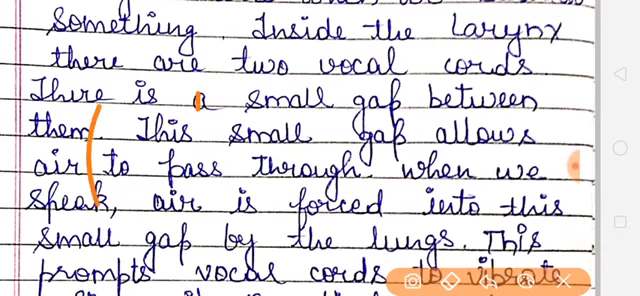 something. Inside the Larynx
there are two vocal cords
There is a small gap between
them. This small gap allows
air to pass through. when we
speak, air is forced into this
small gap by the lungs. This
prompts vocal cords to vibrate